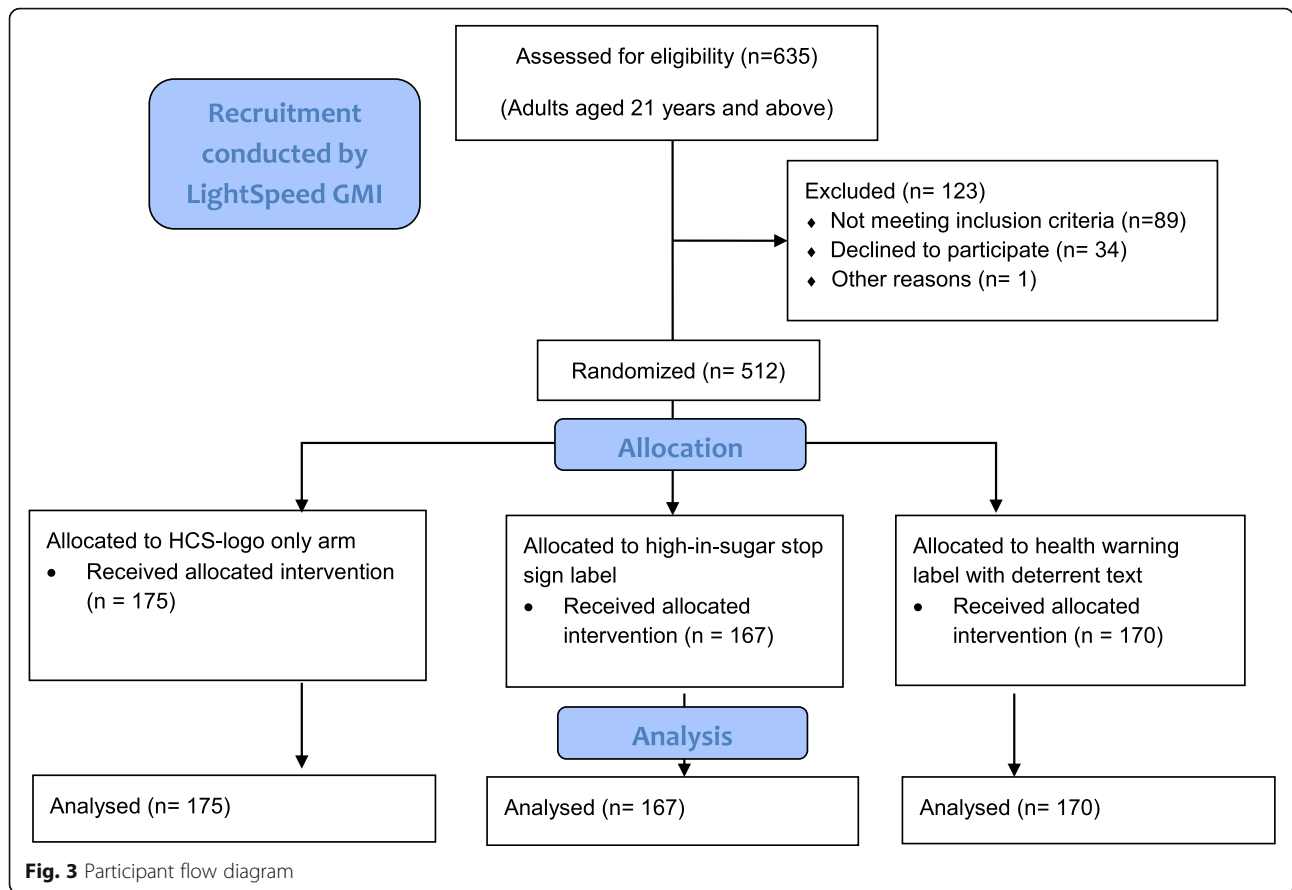 Assessed for eligibility (n=635)
(Adults aged 21 years and above)
Recruitment
conducted by
LightSpeed GMI
Excluded (n= 123)
♦ Not meeting inclusion criteria (n=89)
♦ Declined to participate (n= 34)
♦ Other reasons (n= 1)
Randomized (n= 512)
Allocation
Allocated to HCS-logo only arm
• Received allocated intervention
(n = 175)
Allocated to high-in-sugar stop
sign label
• Received allocated
intervention (n = 167)
Allocated to health warning
label with deterrent text
• Received allocated
intervention (n = 170)
Analysis
Analysed (n= 175)
Analysed (n= 167)
Analysed (n= 170)
Fig. 3 Participant flow diagram